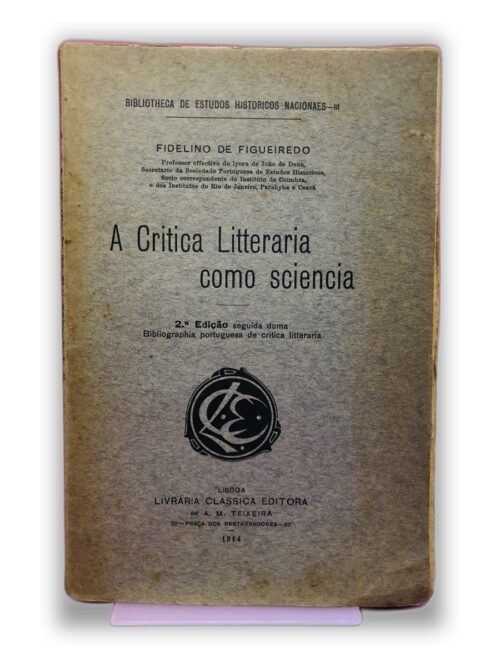 BIBLIOTHECA DE ESTUDOS HISTORICOS NACIONAES—III
FIDELINO DE FIGUEIREDO
Professor effectivo do lyceu de João de Deus,
Secretario da Sociedade Portuguesa de Estudos Historicos,
Socio correspondente do Instituto de Coimbra,
e dos Institutos do Rio de Janeiro, Parahyba e Ceará
A Critica Litteraria
como sciencia
2.ª Edição seguida duma
Bibliographia portuguesa de critica litteraria
LCE
LISBOA
LIVRARIA CLASSICA EDITORA
DE A. M. TEIXEIRA
20—PRAÇA DOS RESTAURADORES—20
1914